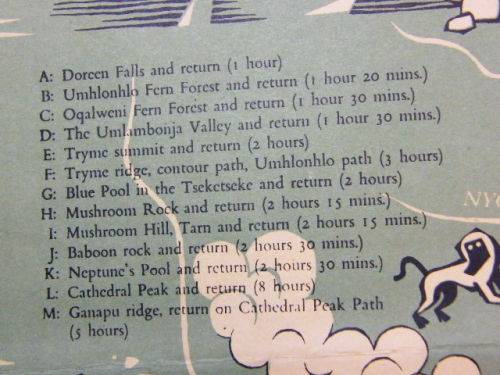 A: Doreen Falls and return (1 hour)
B: Umhlonhlo Fern Forest and return (1 hour 20 mins.)
C: Oqalweni Fern Forest and return (1 hour 30 mins.)
D: The Umlambonja Valley and return (1 hour 30 mins.)
E: Tryme summit and return (2 hours)
F: Tryme ridge, contour path, Umhlonhlo path (3 hours)
G: Blue Pool in the Tseketseke and return (2 hours)
H: Mushroom Rock and return (2 hours 15 mins.)
I: Mushroom Hill, Tarn and return (2 hours 15 mins.)
J: Baboon rock and return (2 hours 30 mins.)
K: Neptune's Pool and return (2 hours 30 mins.)
L: Cathedral Peak and return (8 hours)
M: Ganapu ridge, return on Cathedral Peak Path
(5 hours)